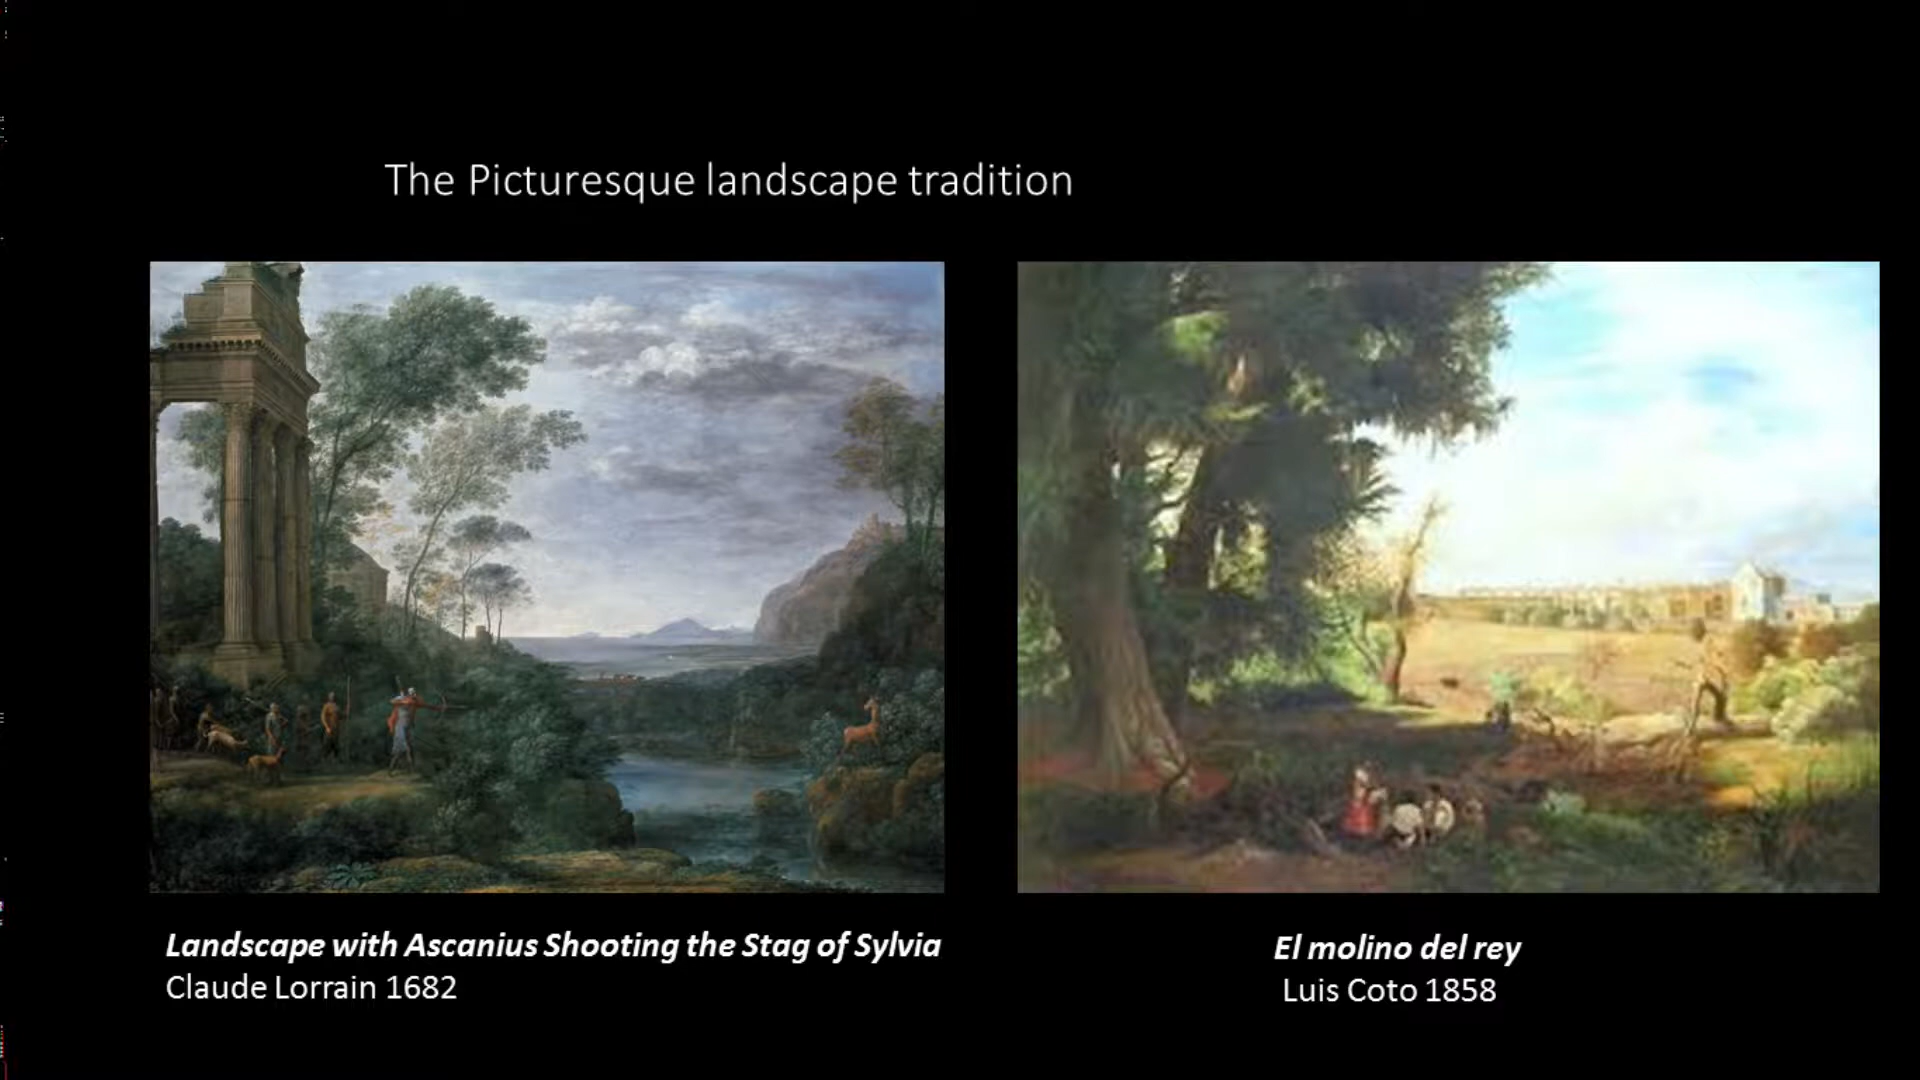 The Picturesque landscape tradition
Landscape with Ascanius Shooting the Stag of Sylvia
Claude Lorrain 1682
El molino del rey
Luis Coto 1858